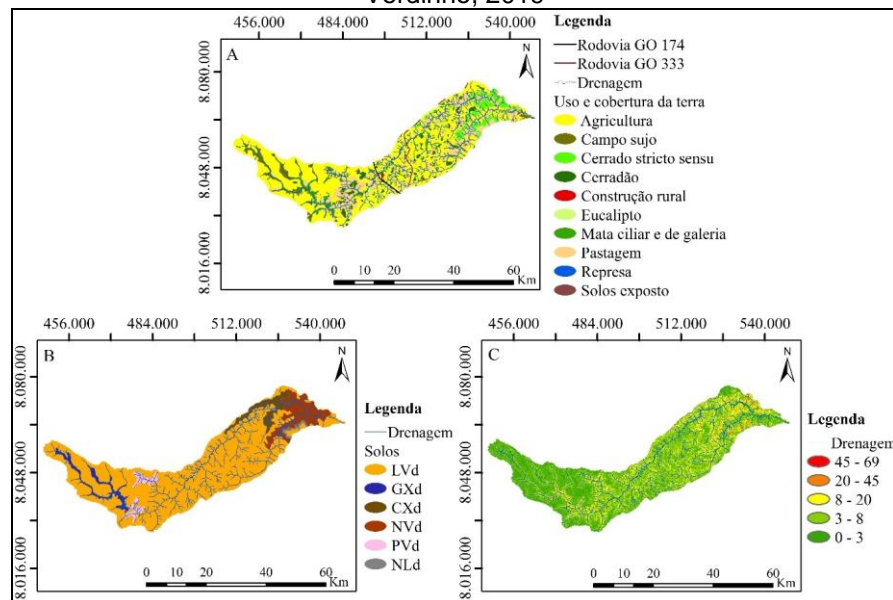 456.000 484.000 512.000 540.000
A
N
8.080.000
8.048.000
8.016.000
0 10 20 40 60
Km
Legenda
Rodovia GO 174
Rodovia GO 333
Drenagem
Uso e cobertura da terra
Agricultura
Campo sujo
Cerrado stricto sensu
Cerradão
Construção rural
Eucalipto
Mata ciliar e de galeria
Pastagem
Represa
Solos exposto
456.000 484.000 512.000 540.000
B
N
8.080.000
8.048.000
8.016.000
0 10 20 40 60
Km
Legenda
Drenagem
Solos
LVd
GXd
CXd
NVd
PVd
NLd
456.000 484.000 512.000 540.000
C
N
8.080.000
8.048.000
8.016.000
0 10 20 40 60
Km
Legenda
Drenagem
45 - 69
20 - 45
8 - 20
3 - 8
0 - 3